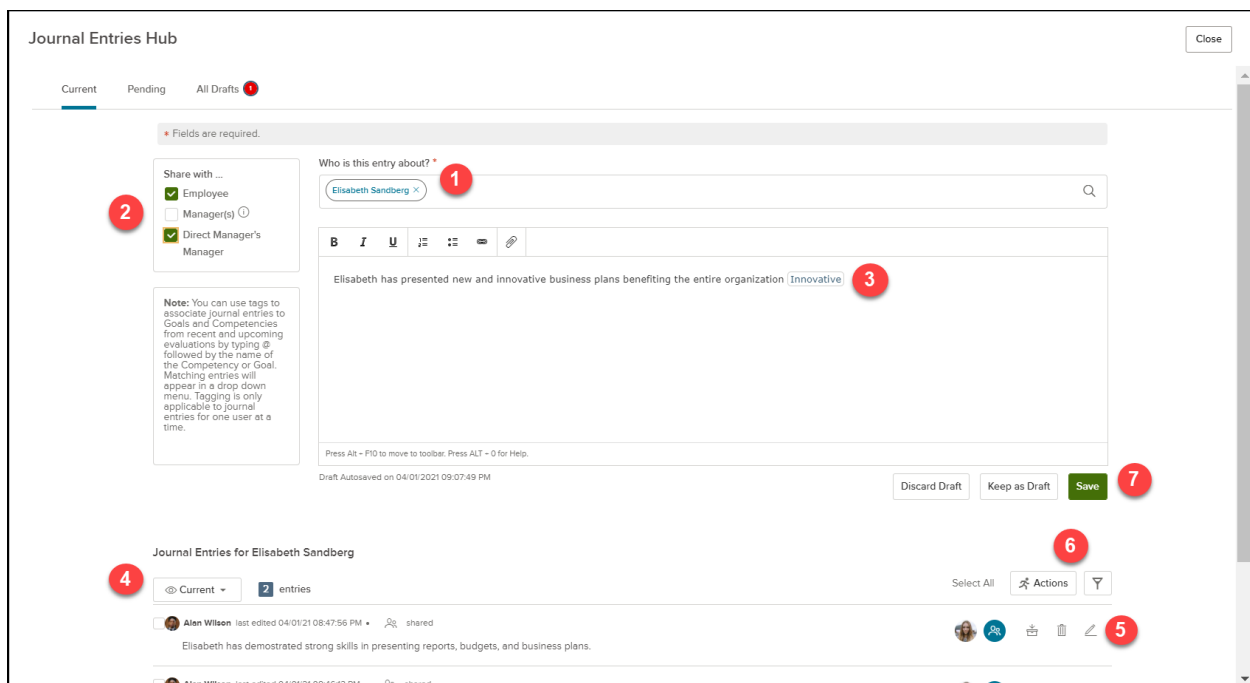 Journal Entries Hub
Close
Current Pending All Drafts 1
* Fields are required.
Share with ...
Employee
Manager(s)
Direct Manager's
Manager
2
Who is this entry about? *
1
Elisabeth Sandberg ×
B I U
Elisabeth has presented new and innovative business plans benefiting the entire organization Innovative
3
Note: You can use tags to
associate journal entries to
Goals and Competencies
from recent and upcoming
evaluations by typing @
followed by the name of
the Competency or Goal.
Matching entries will
appear in a drop down
menu. Tagging is only
applicable to journal
entries for one user at a
time.
Press Alt + F10 to move to toolbar. Press ALT + 0 for Help.
Draft Autosaved on 04/01/2021 09:07:49 PM
Discard Draft Keep as Draft Save
7
Journal Entries for Elisabeth Sandberg
6
4
Current 2 entries
Select All Actions
Alan Wilson last edited 04/01/21 08:47:56 PM • shared
5
Elisabeth has demostrated strong skills in presenting reports, budgets, and business plans.